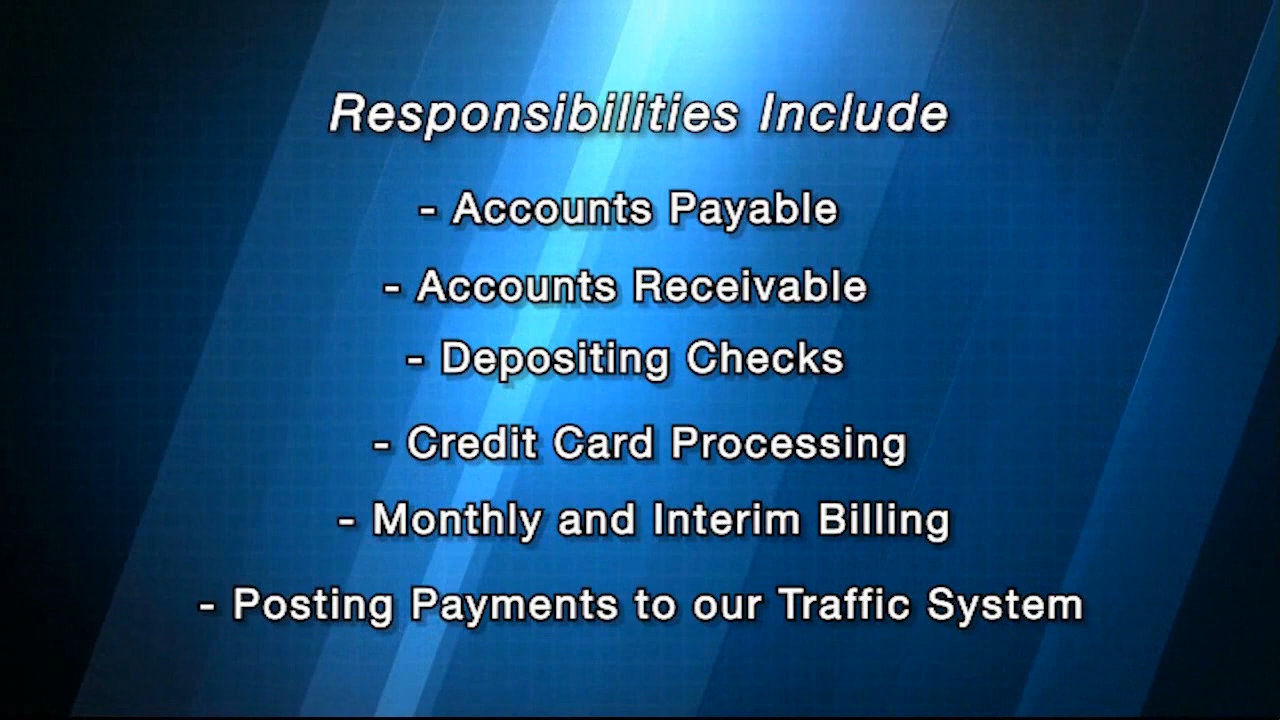 Responsibilities Include
- Accounts Payable
- Accounts Receivable
- Depositing Checks
- Credit Card Processing
- Monthly and Interim Billing
- Posting Payments to our Traffic System